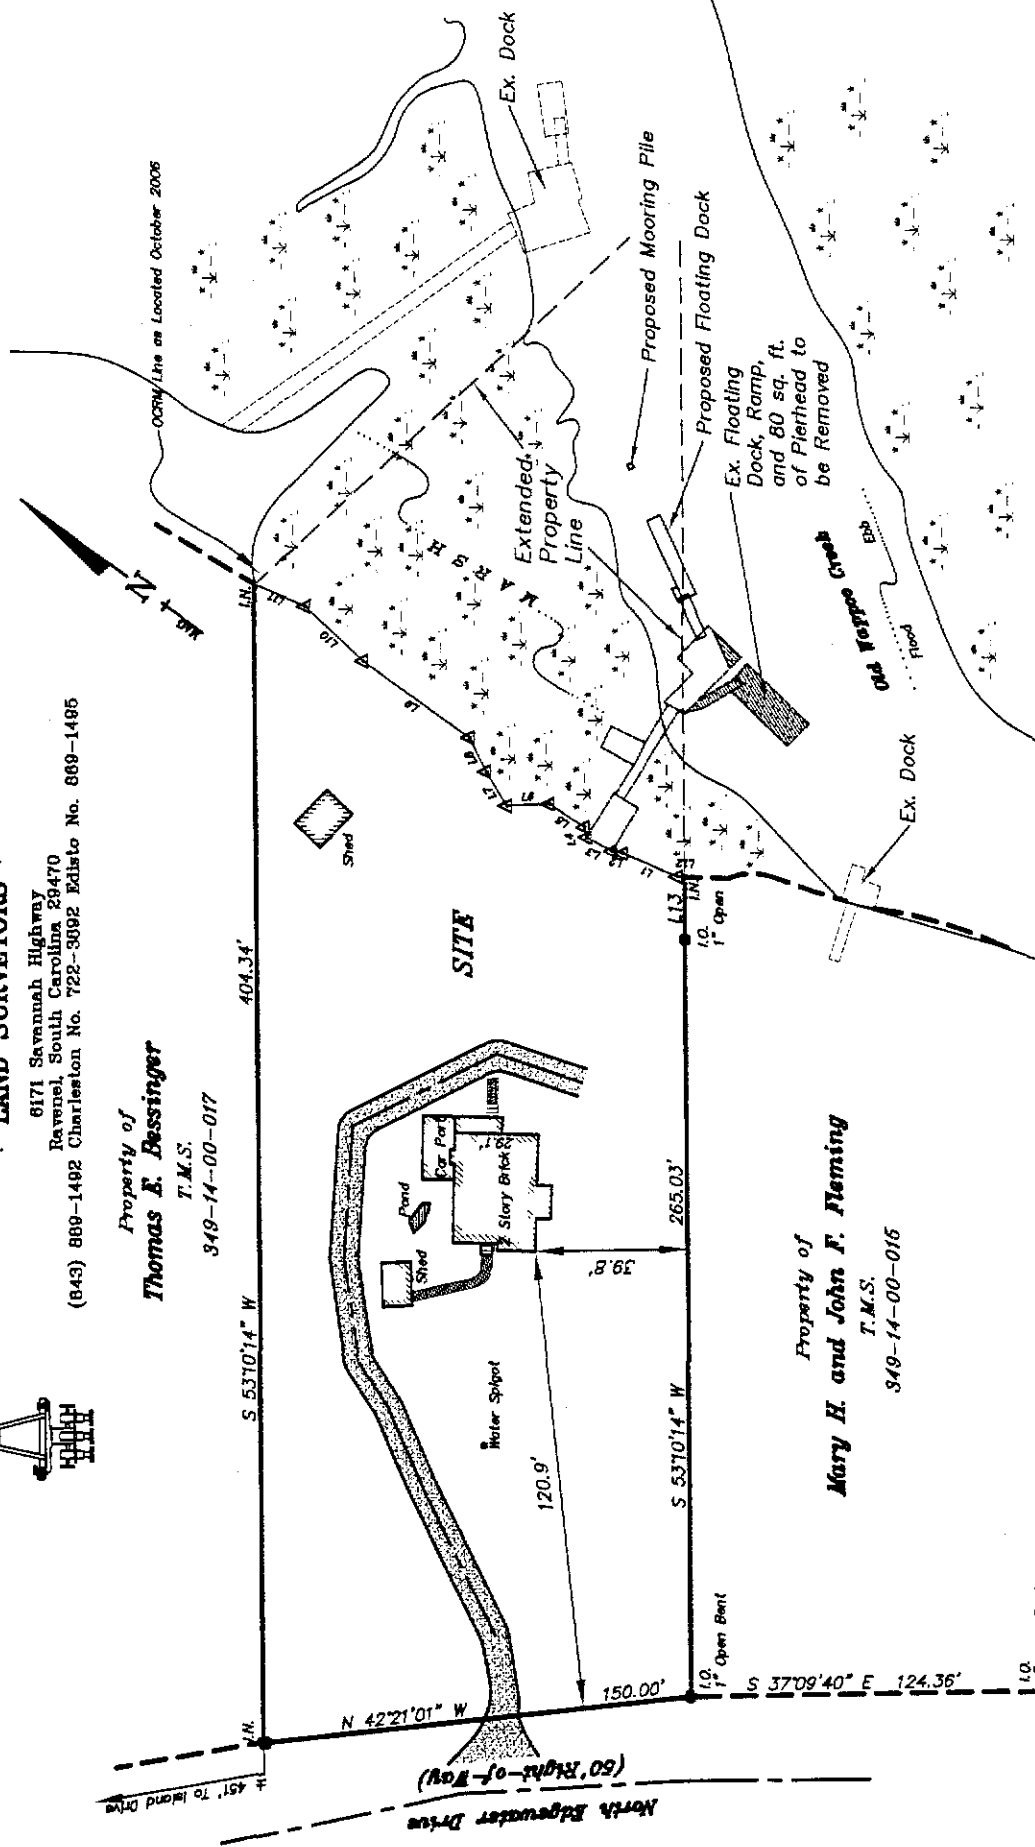 LAND SURVEYORS
6171 Savannah Highway
Ravenel, South Carolina 29470
(843) 889-1492 Charleston No. 722-3892 Edisto No. 869-1495
Property of
Thomas E. Bessinger
T.M.S.
349-14-00-017
OCRM Line as Located October 2006
MAG
N
I.N.
451' To Island Drive
S 53°10'14" W
404.34'
I.N.
L11
L10
L9
L8
L7
L6
L5
L4
L3
L2
L1
L12
L13
I.N.
I.O.
1" Open
Shed
SITE
MARSH
Extended
Property
Line
Ex. Dock
Proposed Mooring Pile
Proposed Floating Dock
Ex. Floating
Dock, Ramp,
and 80 sq. ft.
of Pierhead to
be Removed
Old Wappoo Creek
Flood
Ebb
Ex. Dock
Car Port
Pond
Shed
2 Story Brick
Water Spigot
120.9'
39.8'
S 53°10'14" W
265.03'
N 42°21'01" W
150.00'
North Edgewater Drive
(50' Right-of-Way)
I.O.
1" Open Bent
S 37°09'40" E 124.36'
I.O.
Property of
Mary H. and John F. Fleming
T.M.S.
349-14-00-015